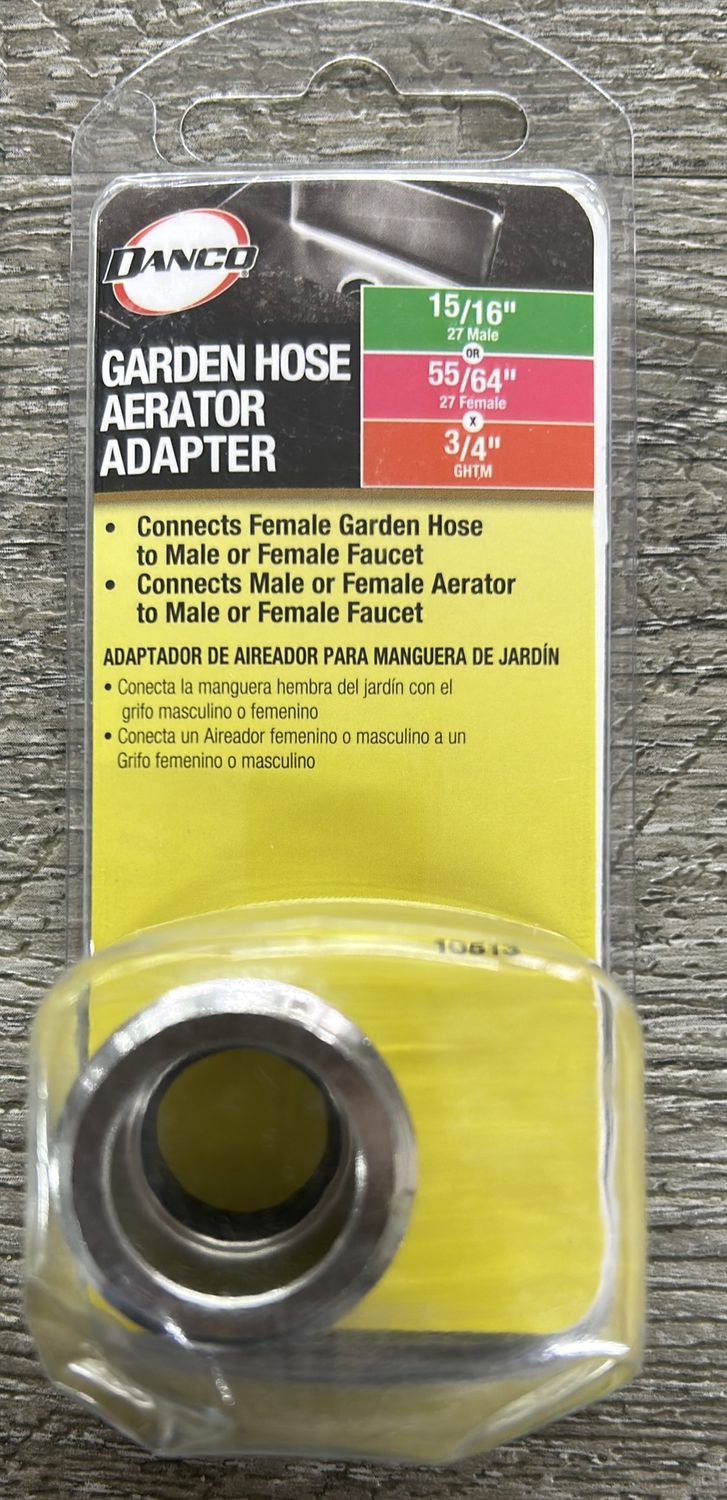 DANCO®
15/16"
27 Male
OR
55/64"
27 Female
X
3/4"
GHTM
GARDEN HOSE
AERATOR
ADAPTER
• Connects Female Garden Hose
to Male or Female Faucet
• Connects Male or Female Aerator
to Male or Female Faucet
ADAPTADOR DE AIREADOR PARA MANGUERA DE JARDÍN
• Conecta la manguera hembra del jardín con el
grifo masculino o femenino
• Conecta un Aireador femenino o masculino a un
Grifo femenino o masculino
10513